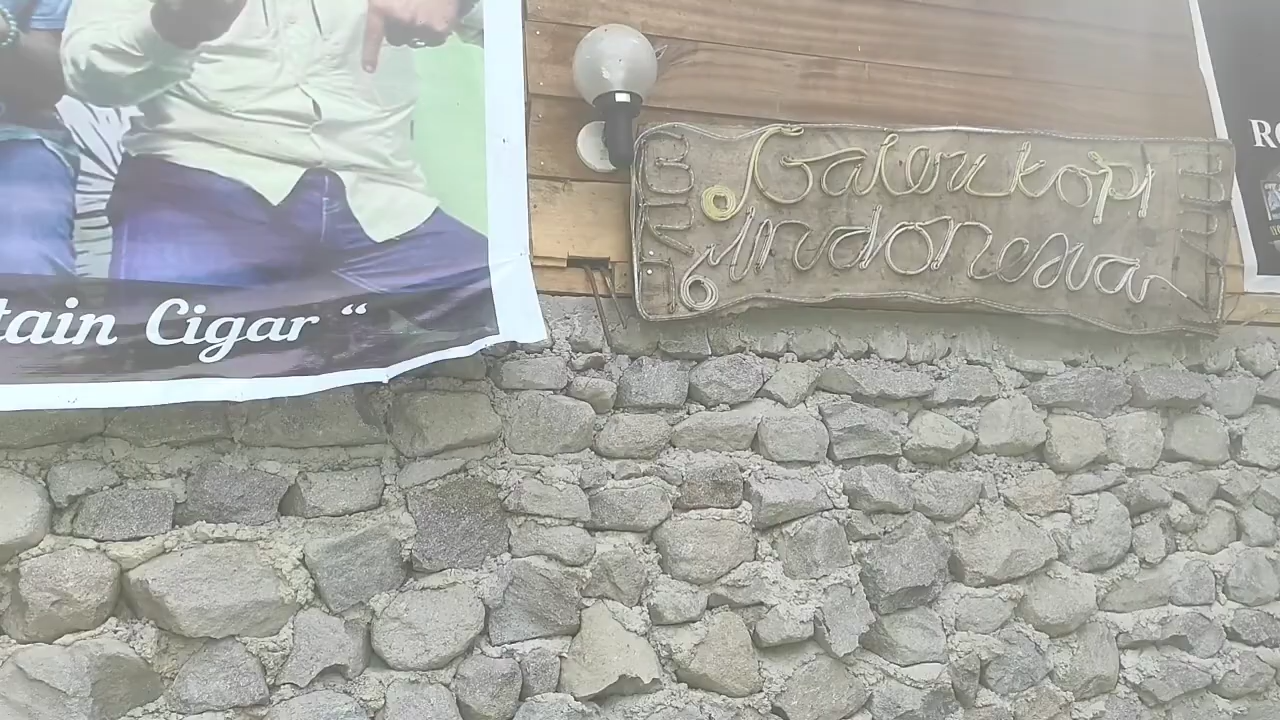 tain Cigar “
Galeri kopi
Indonesia
R